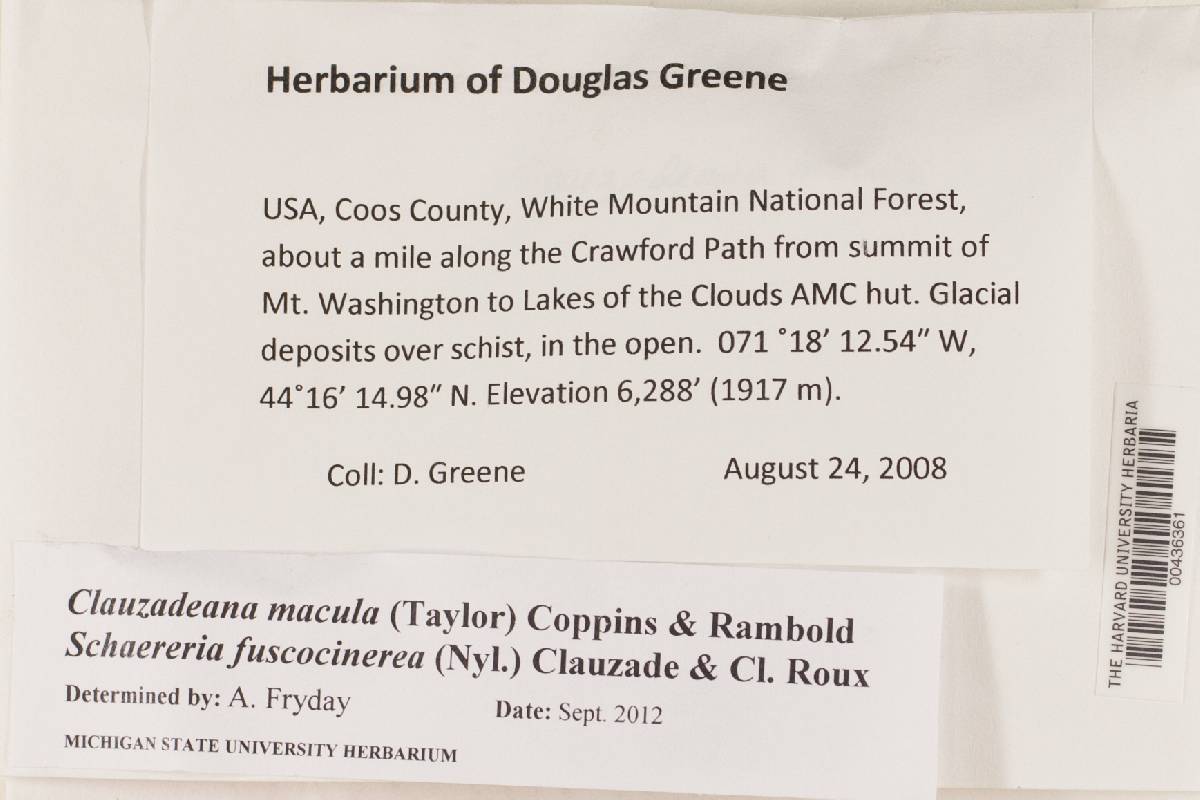 Herbarium of Douglas Greene
USA, Coos County, White Mountain National Forest,
about a mile along the Crawford Path from summit of
Mt. Washington to Lakes of the Clouds AMC hut. Glacial
deposits over schist, in the open. 071 °18′ 12.54″ W,
44°16′ 14.98″ N. Elevation 6,288′ (1917 m).
Coll: D. Greene August 24, 2008
Clauzadeana macula (Taylor) Coppins & Rambold
Schaereria fuscocinerea (Nyl.) Clauzade & Cl. Roux
Determined by: A. Fryday Date: Sept. 2012
MICHIGAN STATE UNIVERSITY HERBARIUM
THE HARVARD UNIVERSITY HERBARIA
00436361